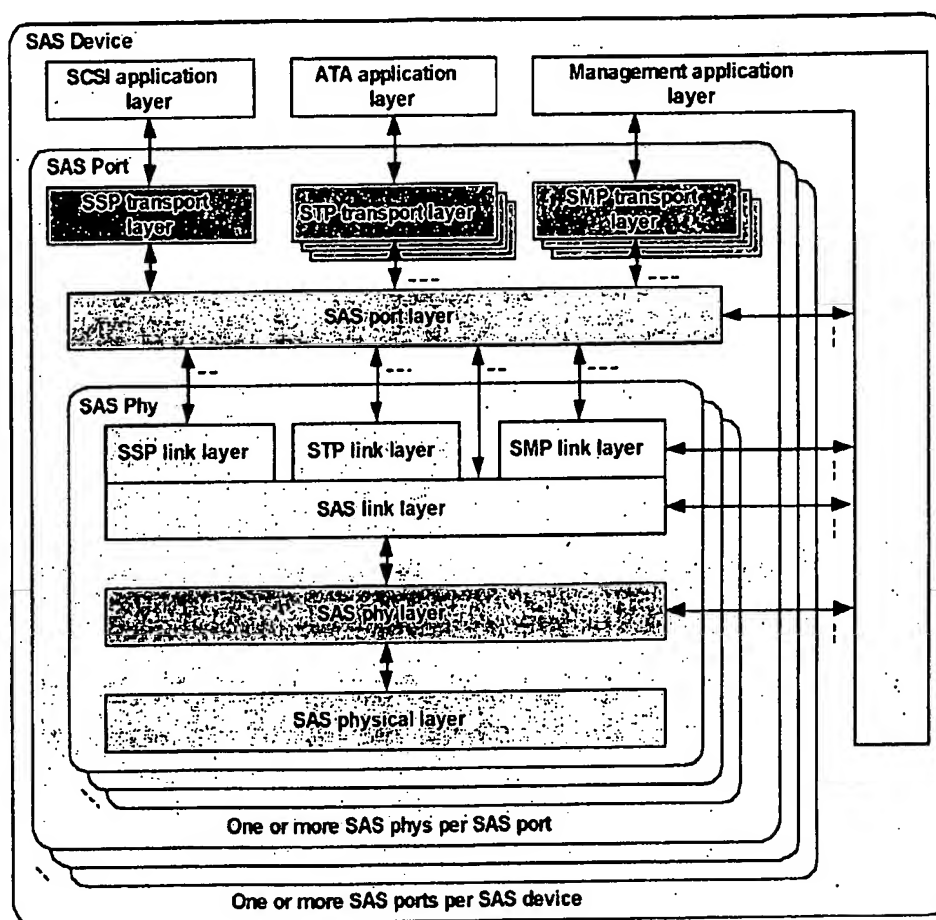 SAS Device
SCSI application
layer
ATA application
layer
Management application
layer
SAS Port
SSP transport
layer
STP transport layer
SMP transport
layer
SAS port layer
SAS Phy
SSP link layer
STP link layer
SMP link layer
SAS link layer
SAS phy layer
SAS physical layer
One or more SAS phys per SAS port
One or more SAS ports per SAS device